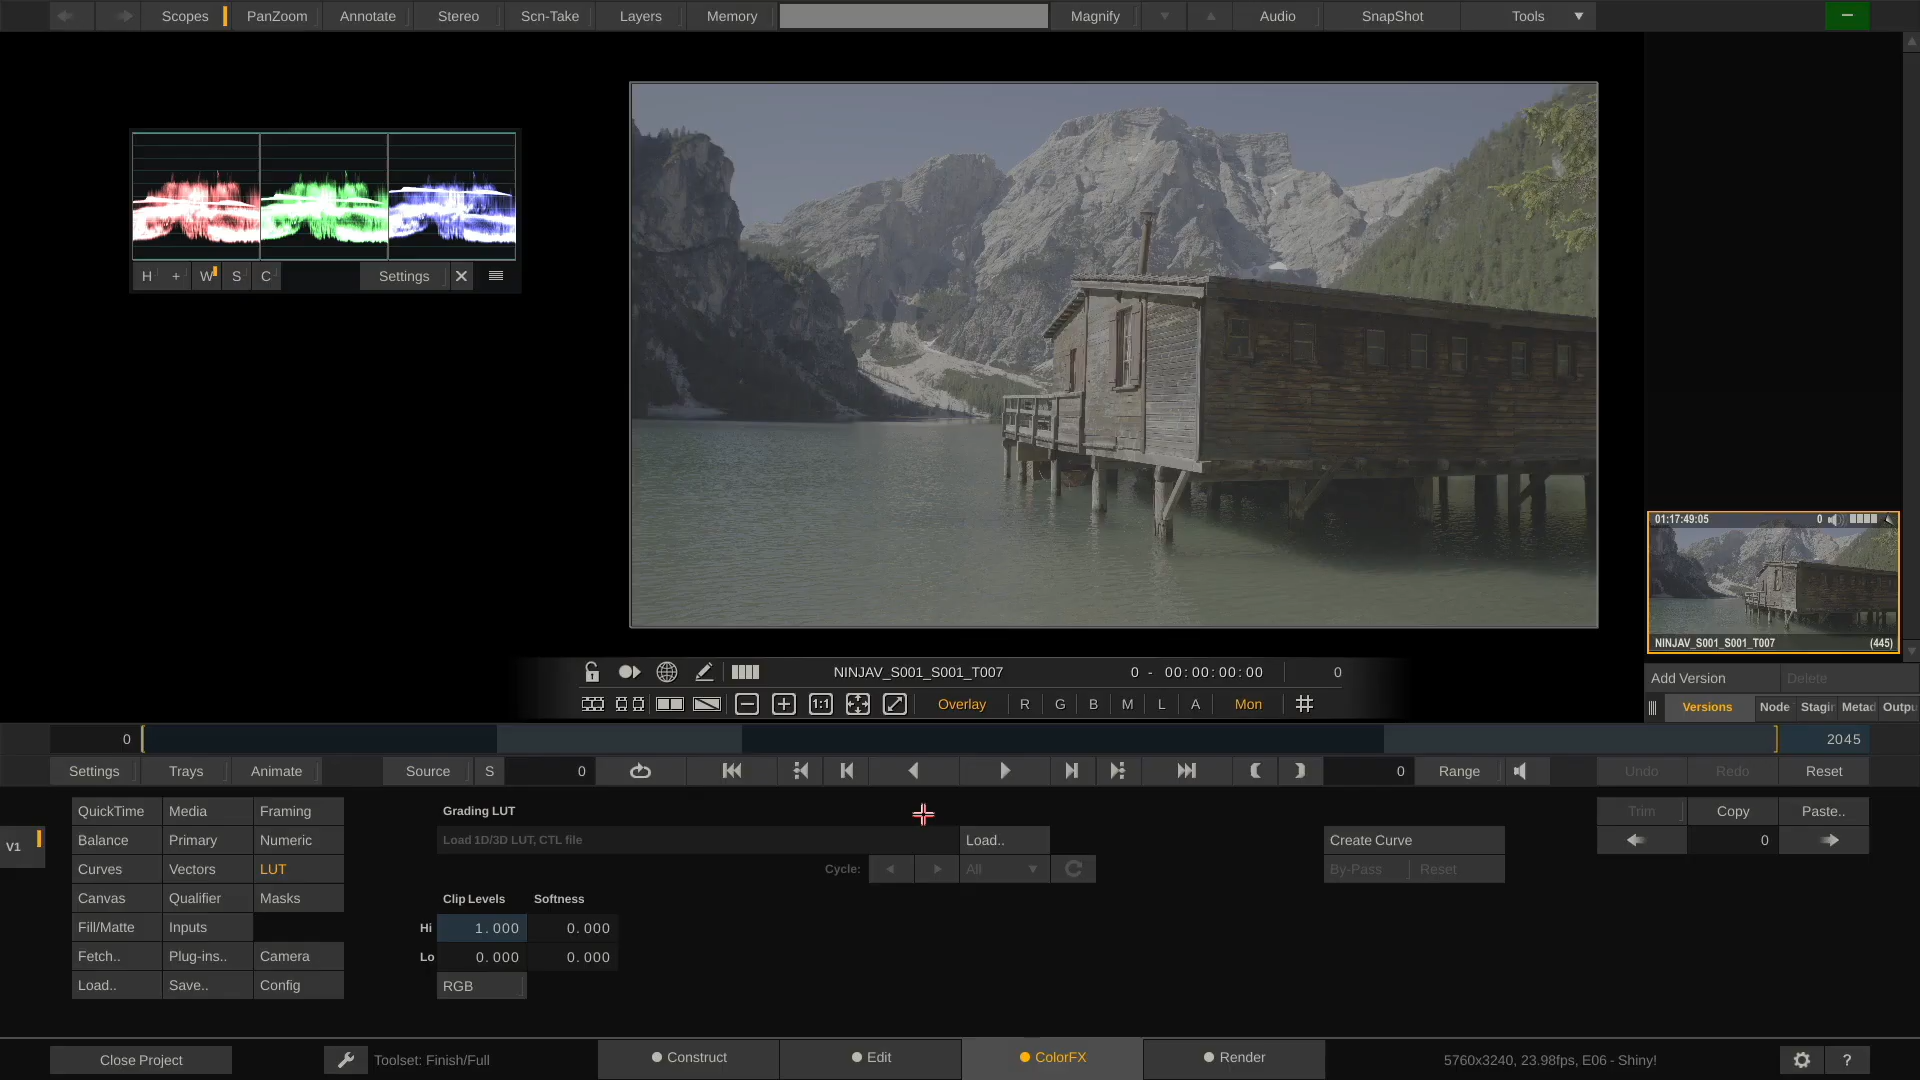 Scopes PanZoom Annotate Stereo Scn-Take Layers Memory Magnify Audio SnapShot Tools
H + W S C Settings
01:17:49:05 0
NINJAV_S001_S001_T007 (445)
NINJAV_S001_S001_T007 0 - 00:00:00:00 0
Add Version Delete
1:1 Overlay R G B M L A Mon
Versions Node Stagin Metad Outpu
0 2045
Settings Trays Animate Source S 0 0 Range Undo Redo Reset
QuickTime Media Framing Grading LUT Trim Copy Paste..
V1 Balance Primary Numeric Load 1D/3D LUT, CTL file Load.. Create Curve 0
Curves Vectors LUT Cycle: All By-Pass Reset
Canvas Qualifier Masks Clip Levels Softness
Fill/Matte Inputs Hi 1.000 0.000
Fetch.. Plug-ins.. Camera Lo 0.000 0.000
Load.. Save.. Config RGB
Close Project Toolset: Finish/Full Construct Edit ColorFX Render 5760x3240, 23.98fps, E06 - Shiny! ?